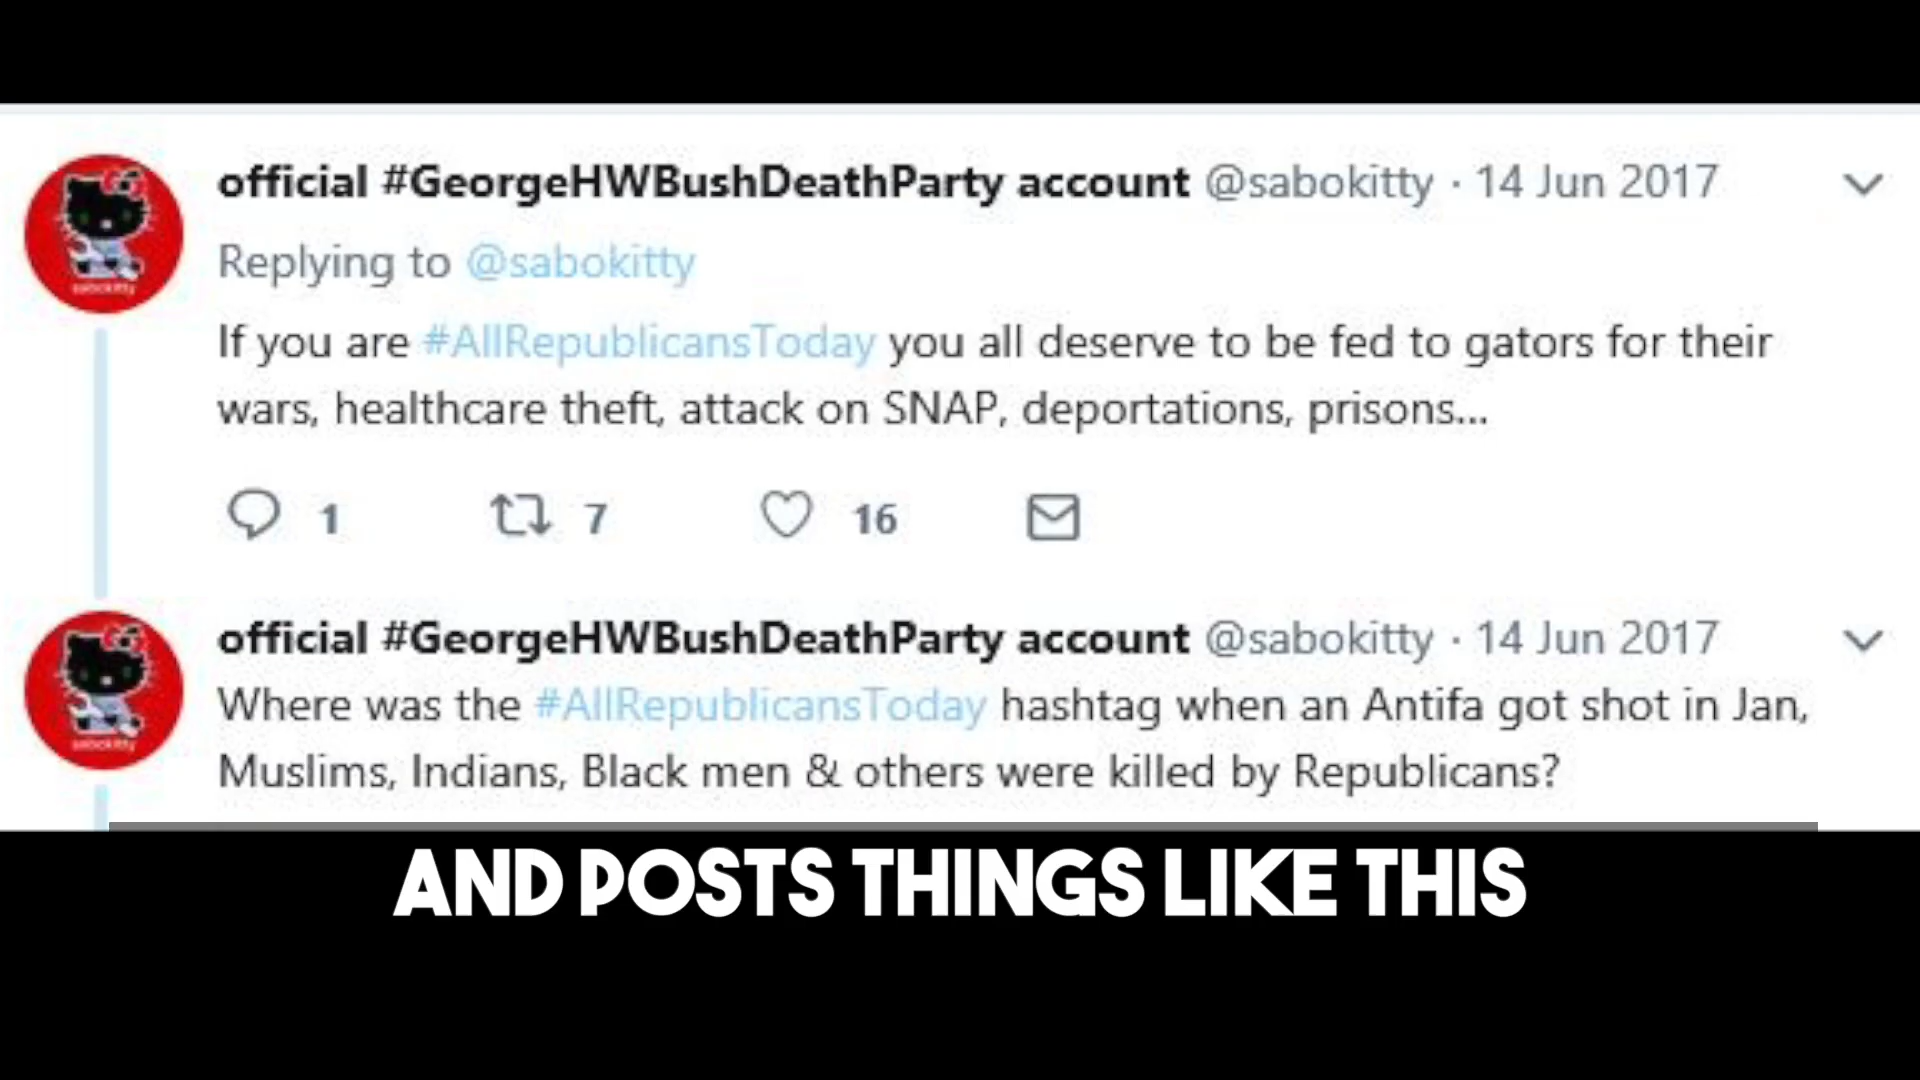 official #GeorgeHWBushDeathParty account @sabokitty · 14 Jun 2017
Replying to @sabokitty
If you are #AllRepublicansToday you all deserve to be fed to gators for their
wars, healthcare theft, attack on SNAP, deportations, prisons...
1 7 16
sabokitty
official #GeorgeHWBushDeathParty account @sabokitty · 14 Jun 2017
Where was the #AllRepublicansToday hashtag when an Antifa got shot in Jan,
Muslims, Indians, Black men & others were killed by Republicans?
sabokitty
AND POSTS THINGS LIKE THIS